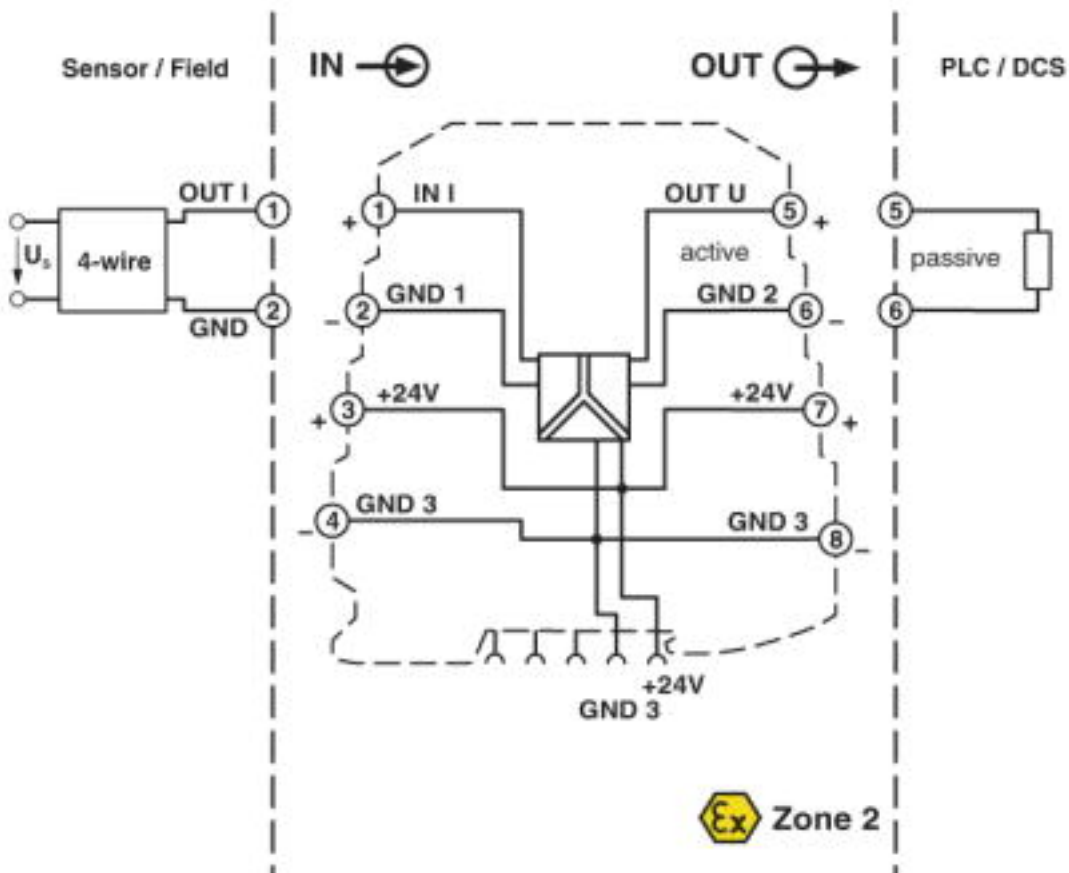 Sensor / Field
IN
OUT
PLC / DCS
OUT I
1
1
IN I
OUT U
5
5
+
+
Us
4-wire
active
passive
GND
2
2
GND 1
GND 2
6
6
–
–
3
+24V
+24V
7
+
+
4
GND 3
GND 3
8
–
–
+24V
GND 3
Ex
Zone 2